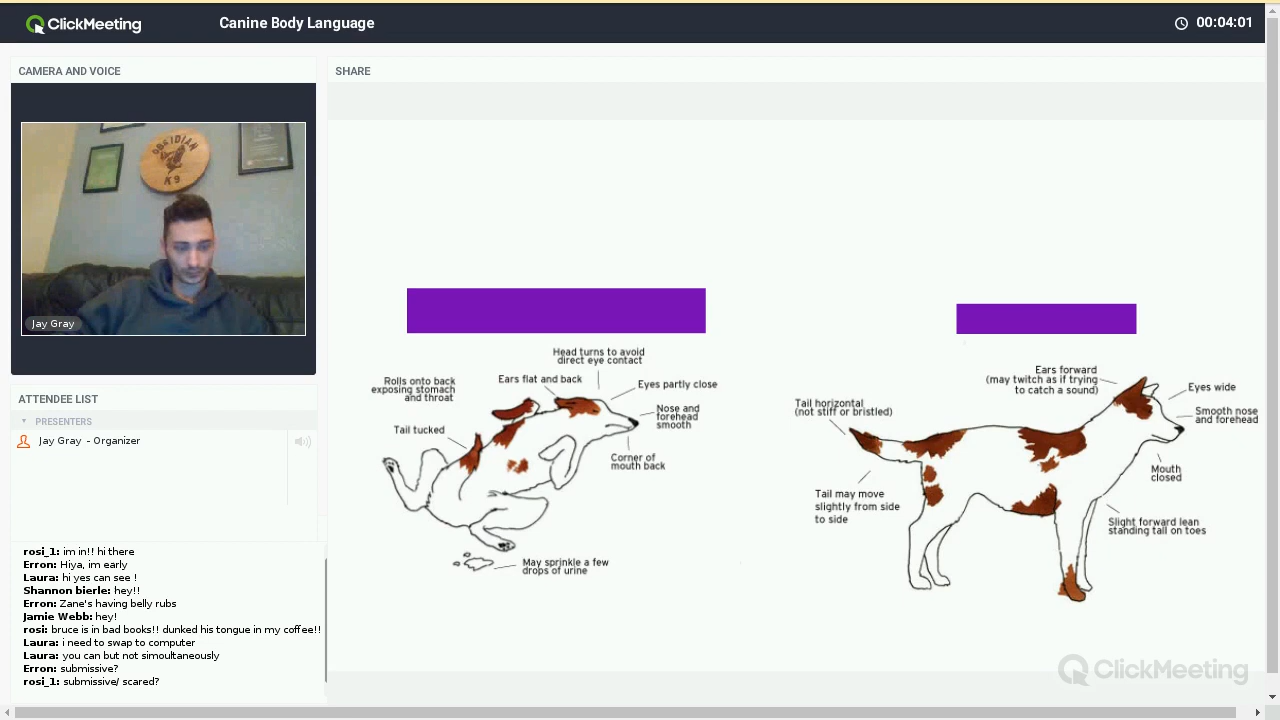 ClickMeeting
Canine Body Language
00:04:01
CAMERA AND VOICE
OBSIDIAN
K9
Jay Gray
ATTENDEE LIST
PRESENTERS
Jay Gray - Organizer
rosi_1: im in!! hi there
Erron: Hiya, im early
Laura: hi yes can see !
Shannon bierle: hey!!
Erron: Zane's having belly rubs
Jamie Webb: hey!
rosi: bruce is in bad books!! dunked his tongue in my coffee!!
Laura: i need to swap to computer
Laura: you can but not simoultaneously
Erron: submissive?
rosi_1: submissive/ scared?
SHARE
Head turns to avoid
direct eye contact
Rolls onto back
exposing stomach
and throat
Ears flat and back
Eyes partly close
Nose and
forehead
smooth
Tail tucked
Corner of
mouth back
May sprinkle a few
drops of urine
Ears forward
(may twitch as if trying
to catch a sound)
Eyes wide
Tail horizontal
(not stiff or bristled)
Smooth nose
and forehead
Mouth
closed
Tail may move
slightly from side
to side
Slight forward lean
standing tall on toes
ClickMeeting